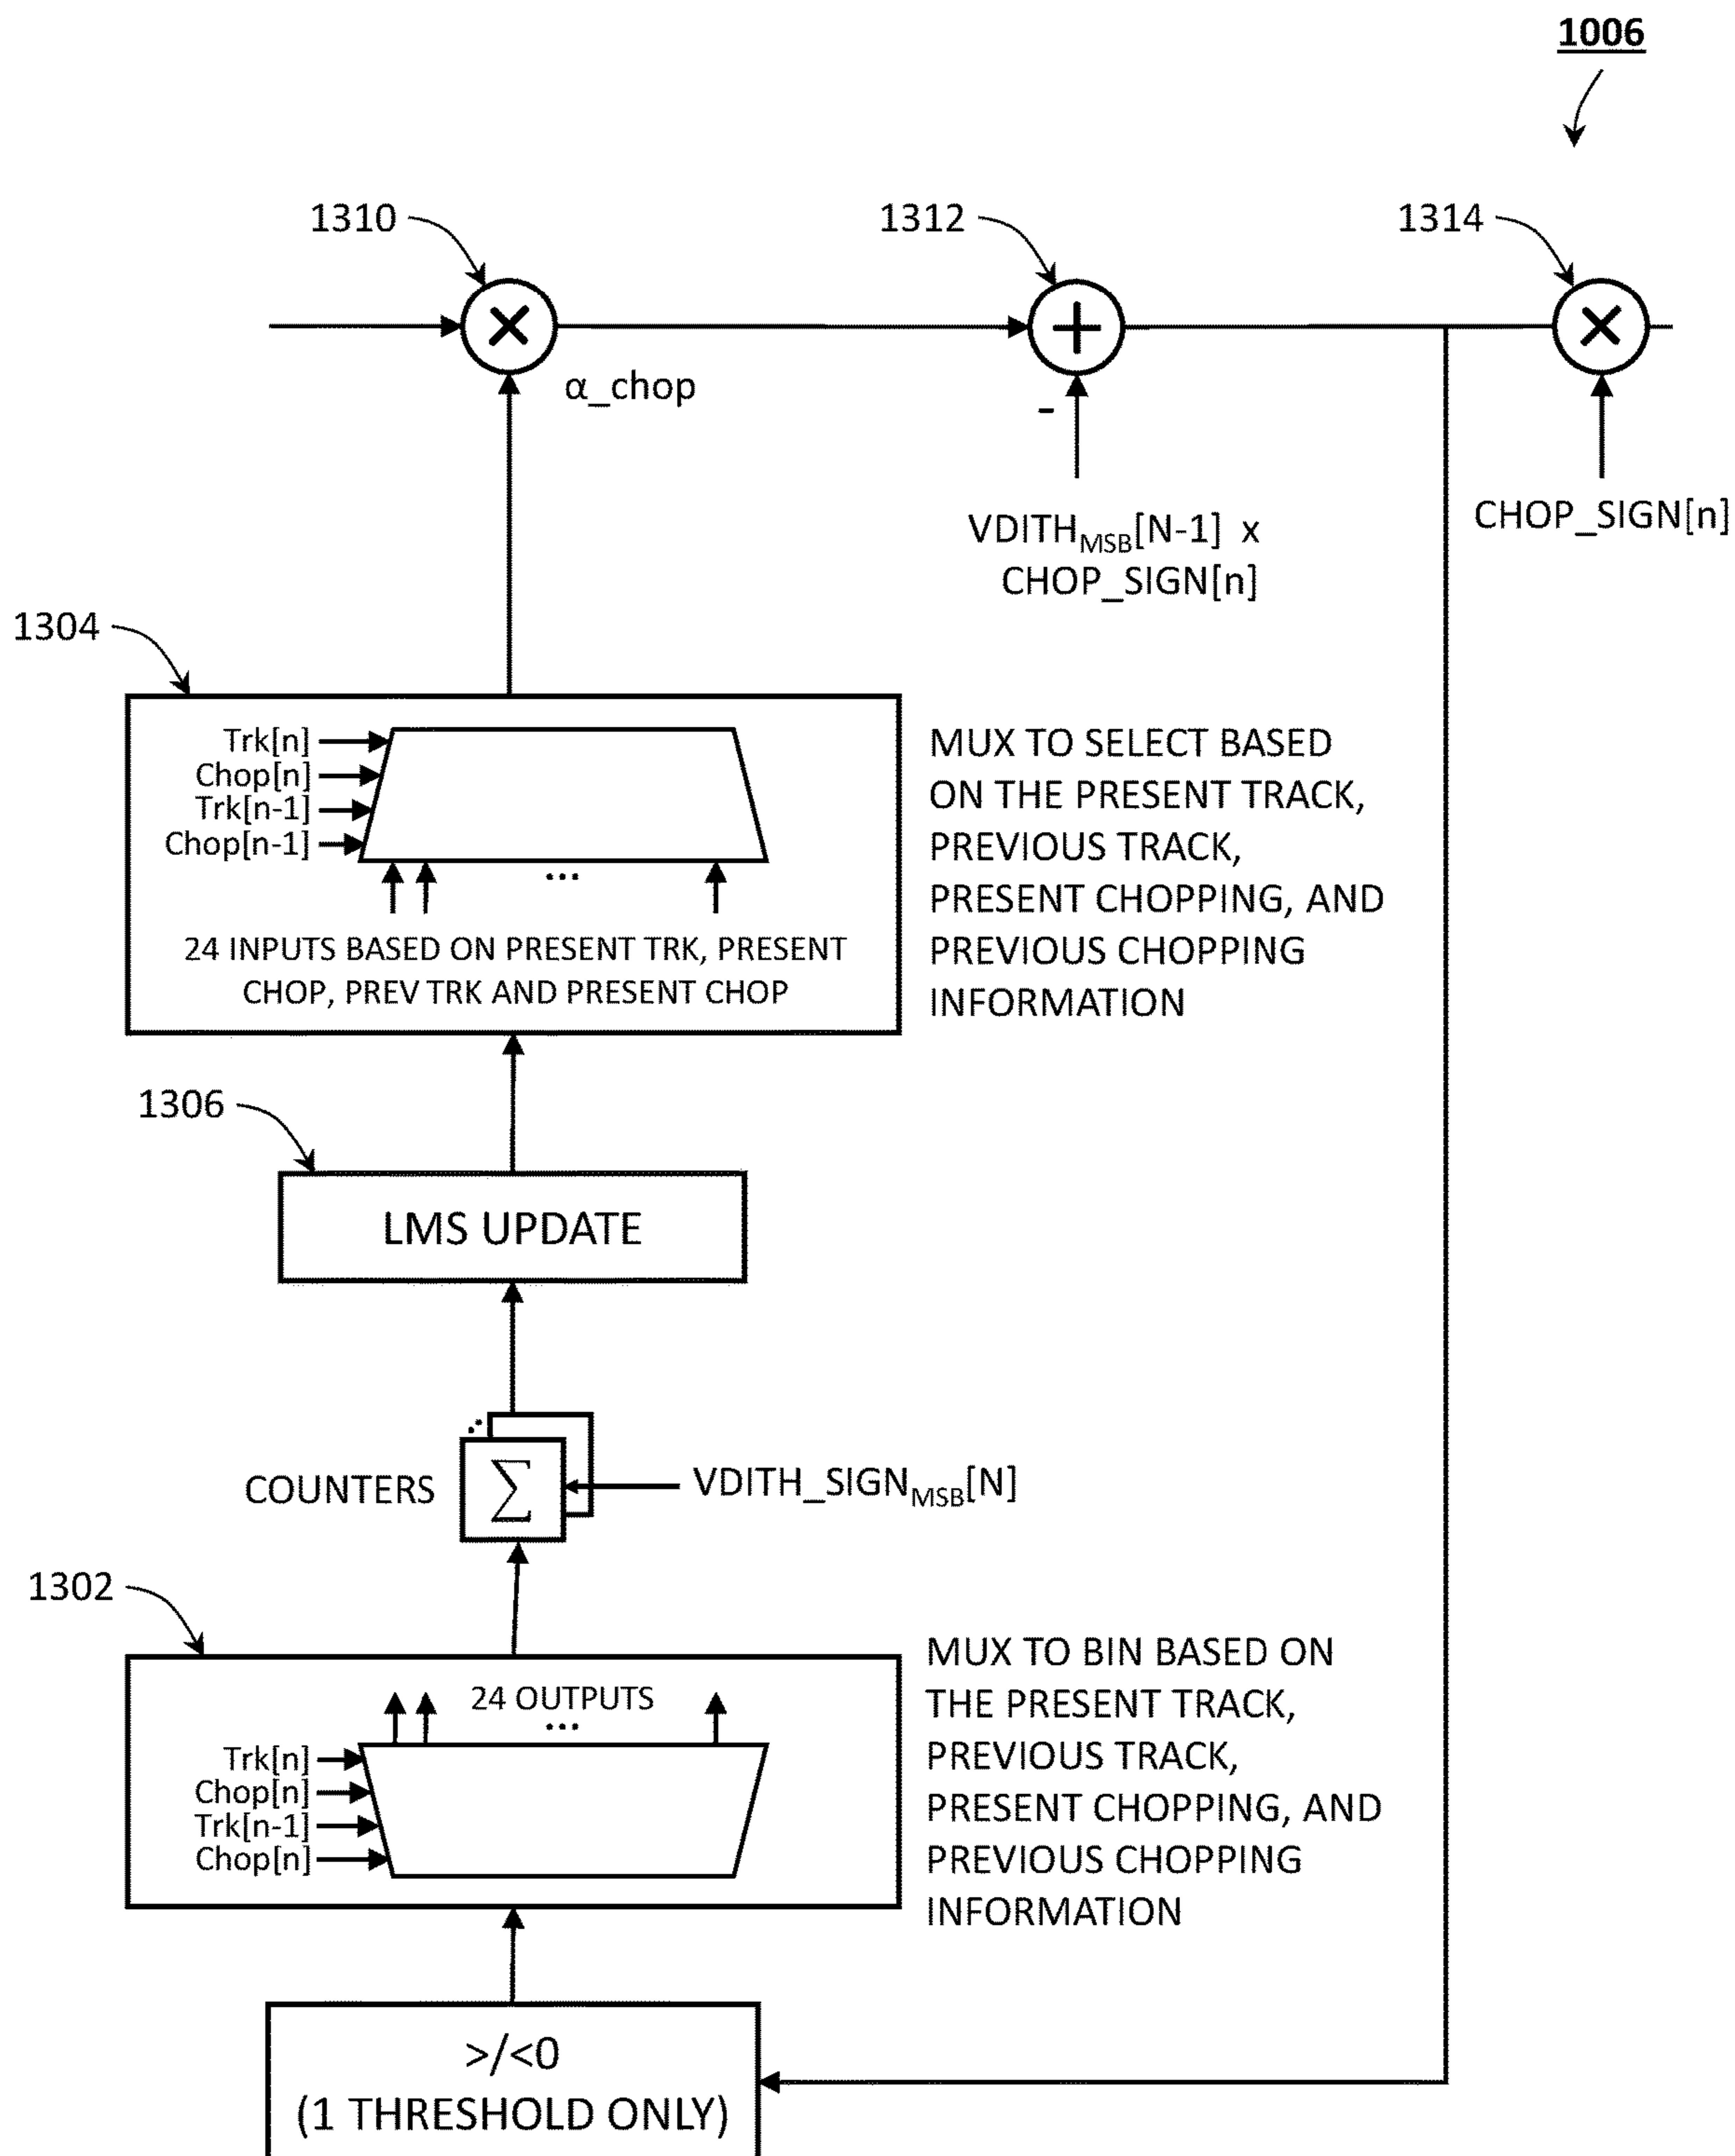 1006
1310
1312
1314
×
+
×
α_chop
-
VDITH_MSB[N-1] x
CHOP_SIGN[n]
CHOP_SIGN[n]
1304
Trk[n]
Chop[n]
Trk[n-1]
Chop[n-1]
...
24 INPUTS BASED ON PRESENT TRK, PRESENT
CHOP, PREV TRK AND PRESENT CHOP
MUX TO SELECT BASED
ON THE PRESENT TRACK,
PREVIOUS TRACK,
PRESENT CHOPPING, AND
PREVIOUS CHOPPING
INFORMATION
1306
LMS UPDATE
COUNTERS
∑
VDITH_SIGN_MSB[N]
1302
24 OUTPUTS
...
Trk[n]
Chop[n]
Trk[n-1]
Chop[n]
MUX TO BIN BASED ON
THE PRESENT TRACK,
PREVIOUS TRACK,
PRESENT CHOPPING, AND
PREVIOUS CHOPPING
INFORMATION
>/<0
(1 THRESHOLD ONLY)